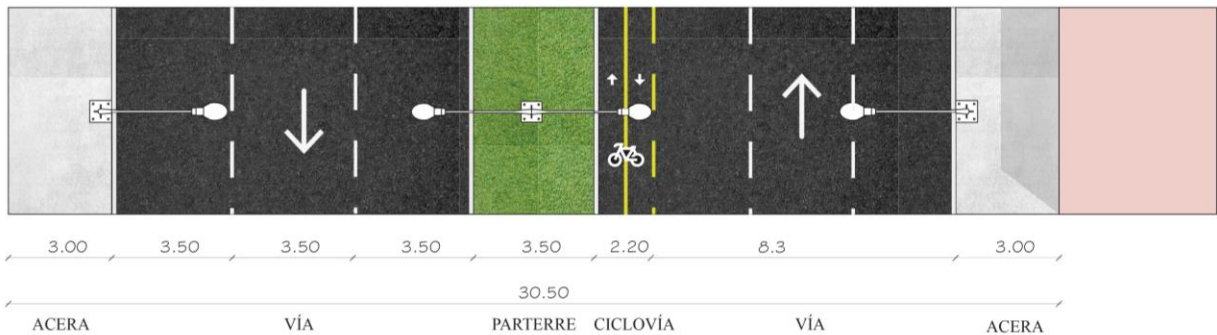 3.00 3.50 3.50 3.50 3.50 2.20 8.3 3.00
30.50
ACERA VÍA PARTERRE CICLOVÍA VÍA ACERA